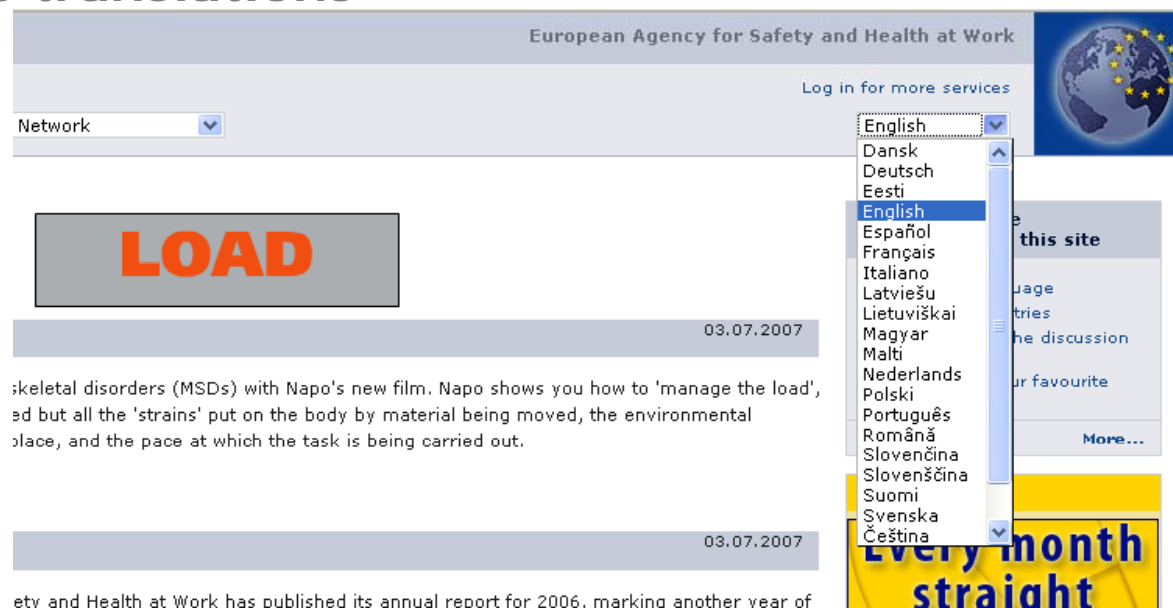 translations
European Agency for Safety and Health at Work
Log in for more services
Network
English
Dansk
Deutsch
Eesti
English
Español
Français
Italiano
Latviešu
Lietuviškai
Magyar
Malti
Nederlands
Polski
Português
Română
Slovenčina
Slovenščina
Suomi
Svenska
Čeština
this site
LOAD
he discussion
ur favourite
More...
03.07.2007
skeletal disorders (MSDs) with Napo's new film. Napo shows you how to 'manage the load',
ed but all the 'strains' put on the body by material being moved, the environmental
place, and the pace at which the task is being carried out.
03.07.2007
Every month
straight
ety and Health at Work has published its annual report for 2006, marking another year of